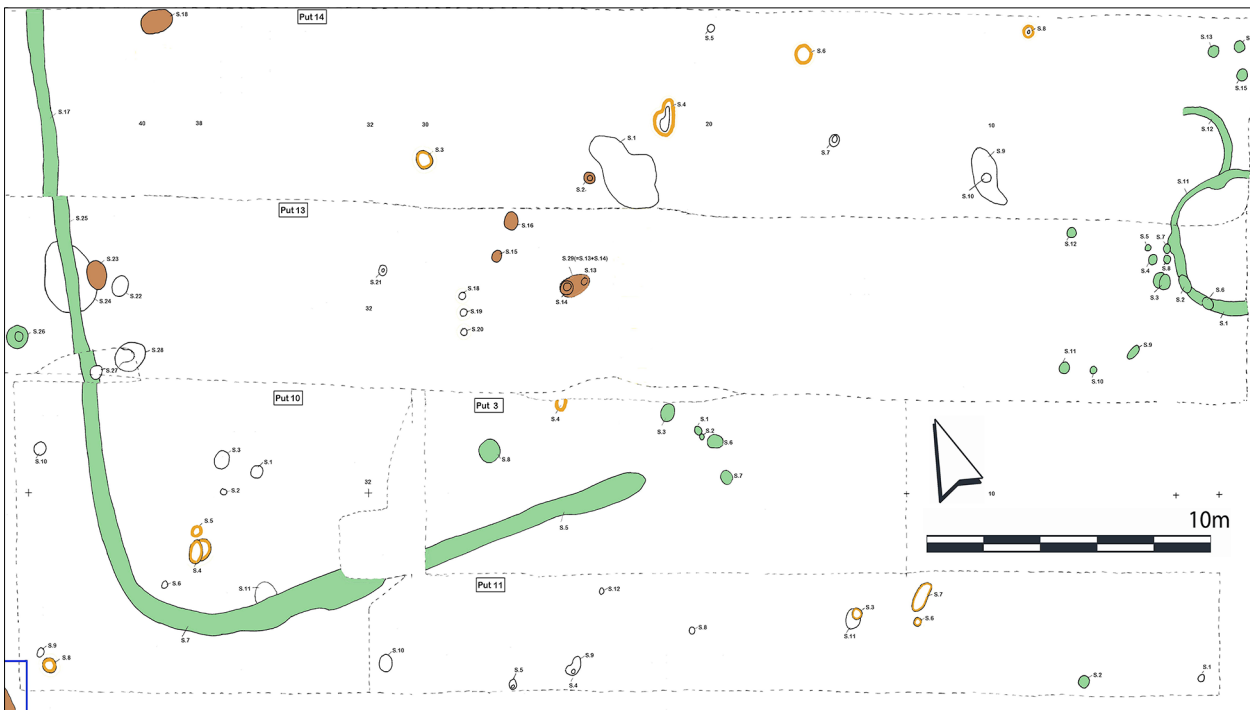 Put 14
S.18
S.5
S.6
S.8
S.13
S
S.15
S.17
40
38
32
30
S.4
20
10
S.12
S.3
S.1
S.7
S.9
S.2
S.10
S.11
Put 13
S.25
S.16
S.12
S.5
S.7
S.4
S.8
S.23
S.15
S.29(=S.13+S.14)
S.13
S.21
S.22
S.24
S.18
S.14
S.3
S.2
S.6
S.19
32
S.1
S.26
S.20
S.28
S.27
S.9
S.11
S.10
Put 10
Put 3
S.4
S.3
S.1
S.2
S.6
S.10
S.3
S.1
S.8
S.7
S.2
32
10
S.5
S.5
10m
S.4
S.6
S.11
Put 11
S.12
S.7
S.3
S.6
S.11
S.7
S.8
S.9
S.8
S.10
S.9
S.5
S.4
S.2
S.1